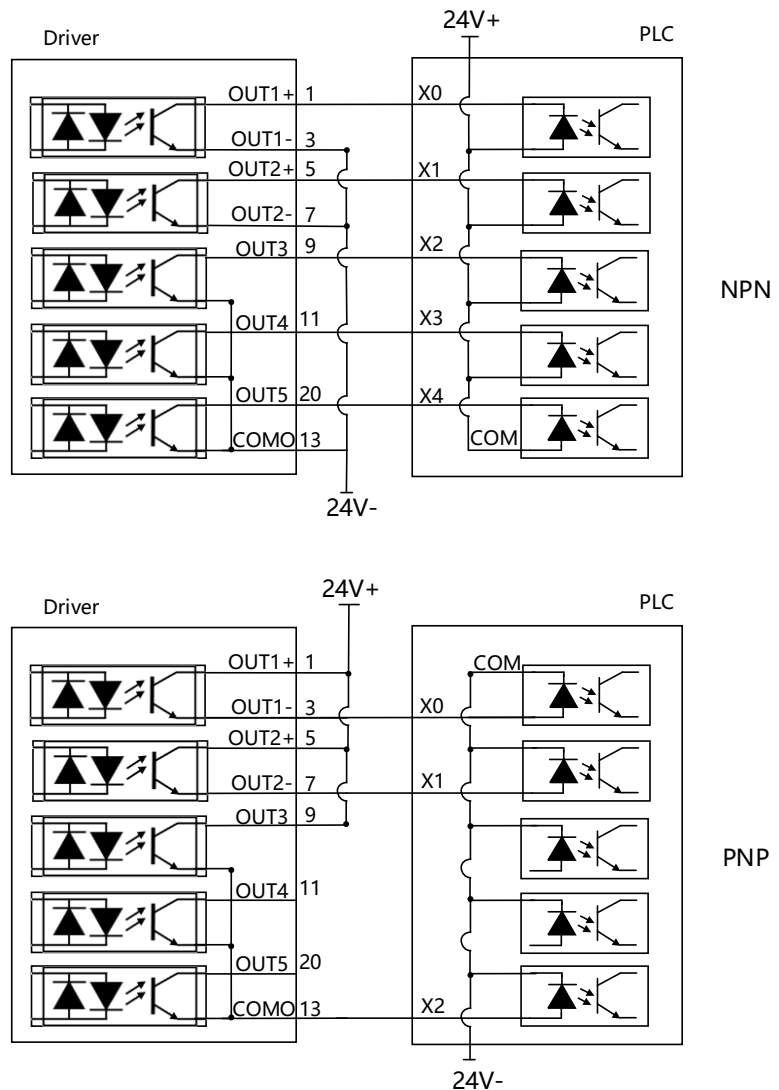 24V+
Driver
PLC
OUT1+ 1
X0
OUT1- 3
OUT2+ 5
X1
OUT2- 7
OUT3 9
X2
NPN
OUT4 11
X3
OUT5 20
X4
COMO 13
COM
24V-
24V+
Driver
PLC
OUT1+ 1
COM
OUT1- 3
X0
OUT2+ 5
OUT2- 7
X1
OUT3 9
PNP
OUT4 11
OUT5 20
COMO 13
X2
24V-